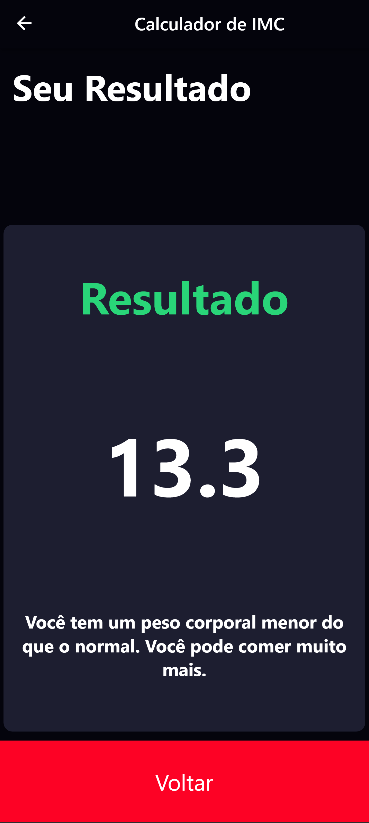 Calculador de IMC
Seu Resultado
Resultado
13.3
Você tem um peso corporal menor do
que o normal. Você pode comer muito
mais.
Voltar